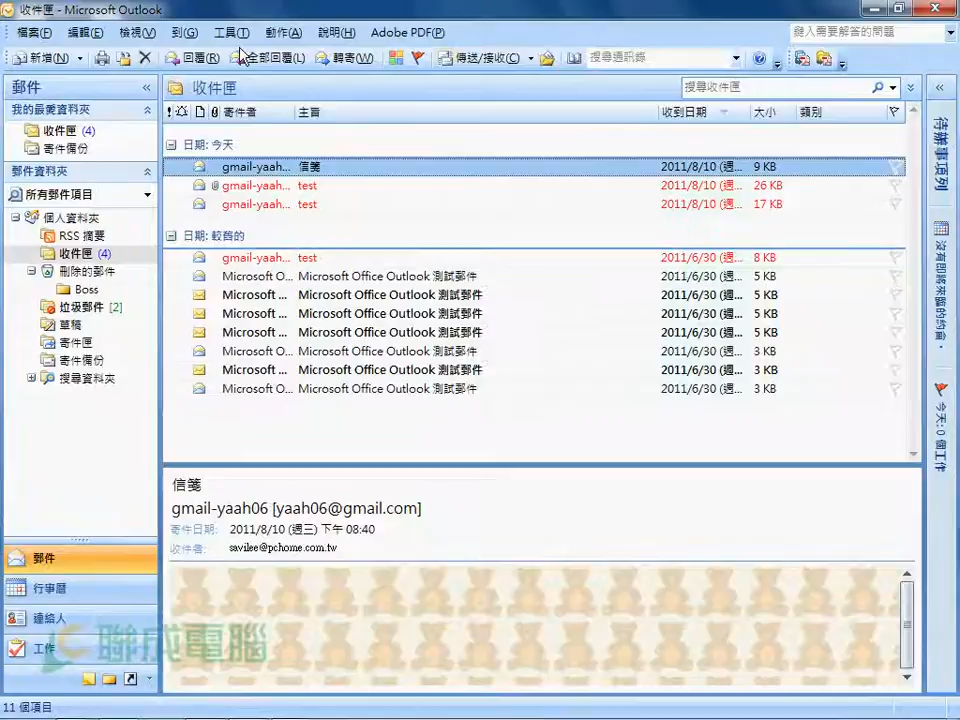 收件匣 - Microsoft Outlook
檔案(F) 編輯(E) 檢視(V) 到(G) 工具(T) 動作(A) 說明(H) Adobe PDF(P) 鍵入需要解答的問題
新增(N) 回覆(R) 全部回覆(L) 轉寄(W) 傳送/接收(C) 搜尋通訊錄
郵件 收件匣 搜尋收件匣
我的最愛資料夾
收件匣 (4)
寄件備份
郵件資料夾
所有郵件項目
個人資料夾
RSS 摘要
收件匣 (4)
刪除的郵件
Boss
垃圾郵件 [2]
草稿
寄件匣
寄件備份
搜尋資料夾
郵件
行事曆
連絡人
工作
寄件者 主旨 收到日期 大小 類別
日期: 今天
gmail-yaah... 信箋 2011/8/10 (週... 9 KB
gmail-yaah... test 2011/8/10 (週... 26 KB
gmail-yaah... test 2011/8/10 (週... 17 KB
日期: 較舊的
gmail-yaah... test 2011/6/30 (週... 8 KB
Microsoft O... Microsoft Office Outlook 測試郵件 2011/6/30 (週... 5 KB
Microsoft ... Microsoft Office Outlook 測試郵件 2011/6/30 (週... 5 KB
Microsoft ... Microsoft Office Outlook 測試郵件 2011/6/30 (週... 5 KB
Microsoft ... Microsoft Office Outlook 測試郵件 2011/6/30 (週... 5 KB
Microsoft O... Microsoft Office Outlook 測試郵件 2011/6/30 (週... 3 KB
Microsoft ... Microsoft Office Outlook 測試郵件 2011/6/30 (週... 3 KB
Microsoft O... Microsoft Office Outlook 測試郵件 2011/6/30 (週... 3 KB
信箋
gmail-yaah06 [yaah06@gmail.com]
寄件日期: 2011/8/10 (週三) 下午 08:40
收件者: savilee@pchome.com.tw
待辦事項列
沒有即將來臨的約會。
今天: 0 個工作
聯成電腦
11 個項目